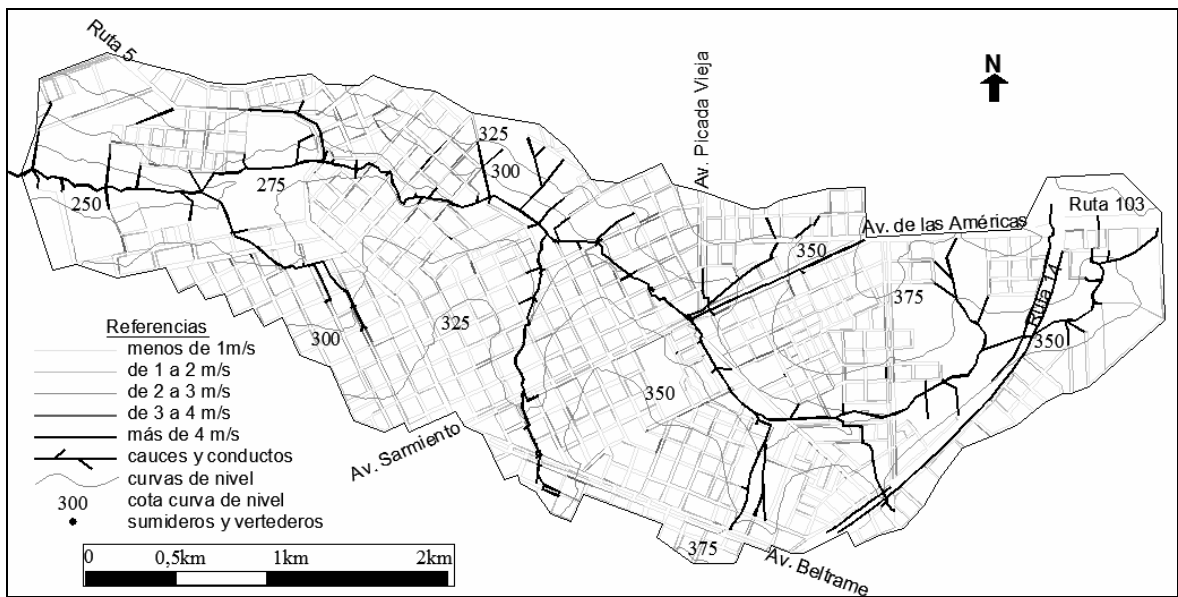 Ruta 5
N
Av. Picada Vieja
325
300
275
250
Ruta 103
Av. de las Américas
350
375
Ruta 14
350
325
300
350
Av. Sarmiento
375
Av. Beltrame
Referencias
menos de 1m/s
de 1 a 2 m/s
de 2 a 3 m/s
de 3 a 4 m/s
más de 4 m/s
cauces y conductos
curvas de nivel
300 cota curva de nivel
sumideros y vertederos
0 0,5km 1km 2km